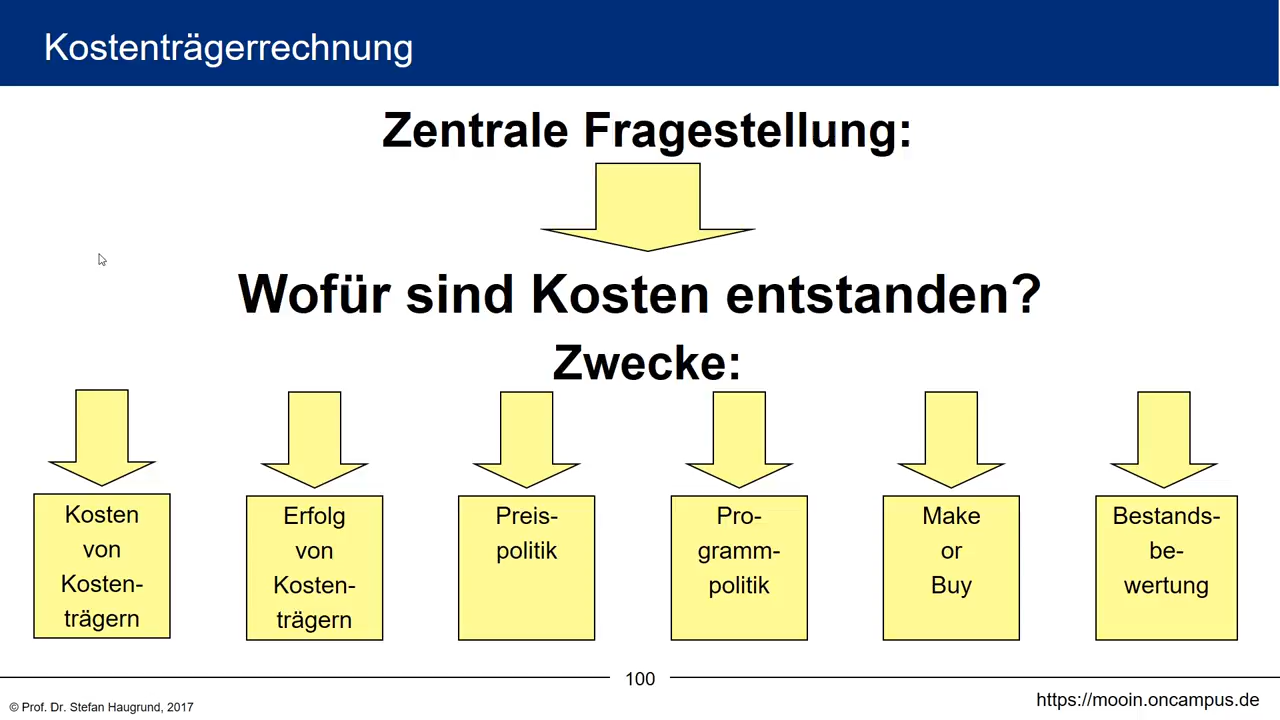 Kostenträgerrechnung
Zentrale Fragestellung:
Wofür sind Kosten entstanden?
Zwecke:
Kosten
von
Kosten-
trägern
Erfolg
von
Kosten-
trägern
Preis-
politik
Pro-
gramm-
politik
Make
or
Buy
Bestands-
be-
wertung
100
© Prof. Dr. Stefan Haugrund, 2017
https://mooin.oncampus.de